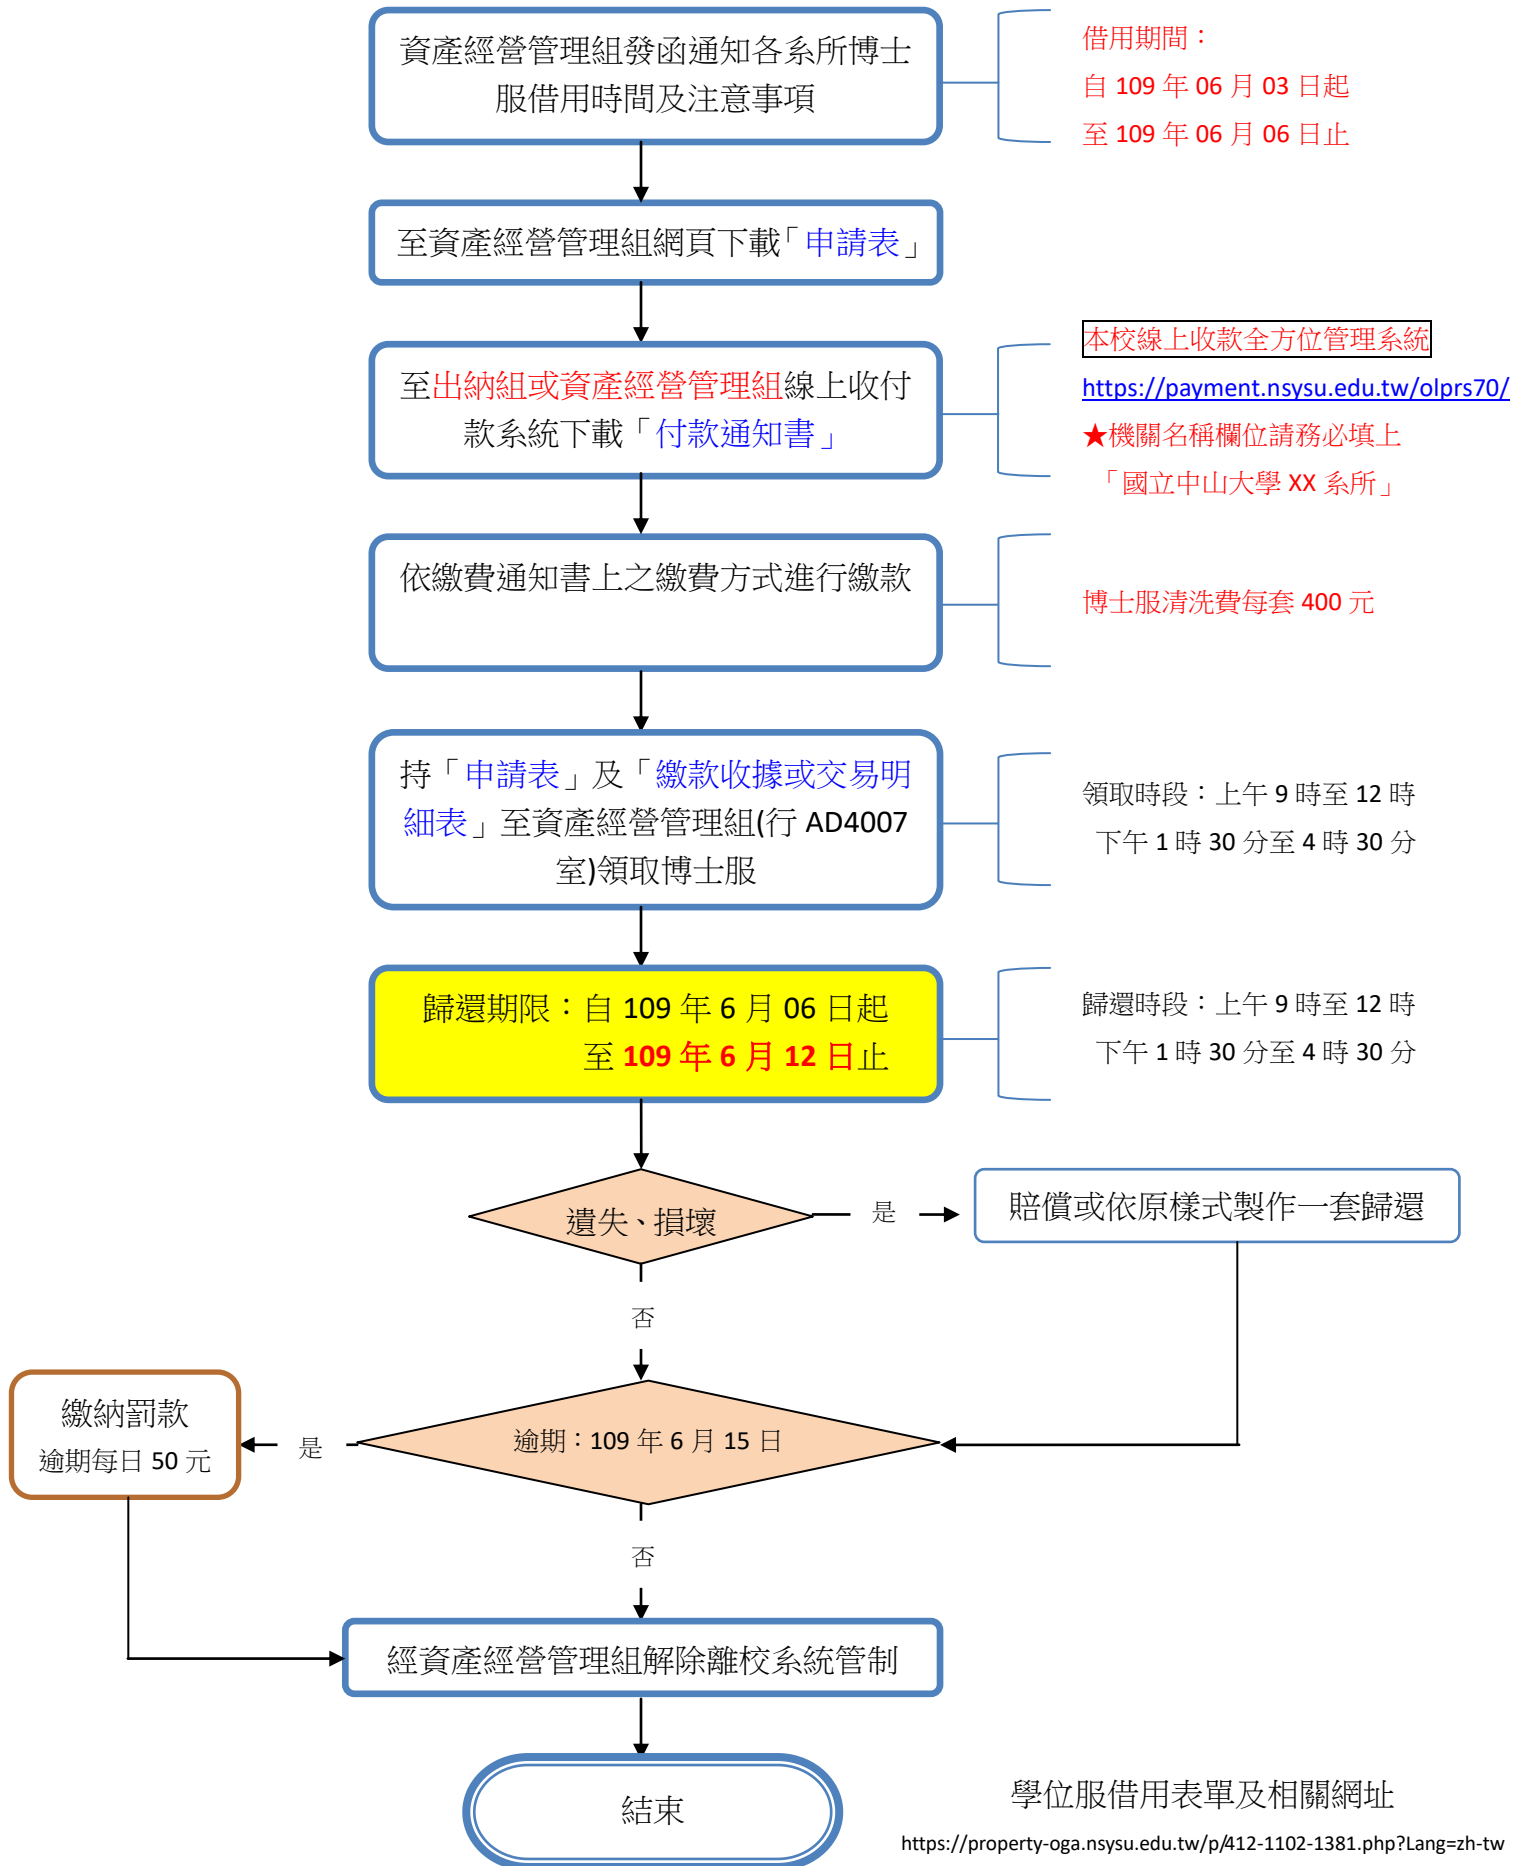 資產經營管理組發函通知各系所博士
服借用時間及注意事項
借用期間：
自 109 年 06 月 03 日起
至 109 年 06 月 06 日止
至資產經營管理組網頁下載「申請表」
至出納組或資產經營管理組線上收付
款系統下載「付款通知書」
本校線上收款全方位管理系統
https://payment.nsysu.edu.tw/olprs70/
★機關名稱欄位請務必填上
「國立中山大學 XX 系所」
依繳費通知書上之繳費方式進行繳款
博士服清洗費每套 400 元
持「申請表」及「繳款收據或交易明
細表」至資產經營管理組(行 AD4007
室)領取博士服
領取時段：上午 9 時至 12 時
下午 1 時 30 分至 4 時 30 分
歸還期限：自 109 年 6 月 06 日起
至 109 年 6 月 12 日止
歸還時段：上午 9 時至 12 時
下午 1 時 30 分至 4 時 30 分
遺失、損壞
是
賠償或依原樣式製作一套歸還
否
繳納罰款
逾期每日 50 元
是
逾期：109 年 6 月 15 日
否
經資產經營管理組解除離校系統管制
結束
學位服借用表單及相關網址
https://property-oga.nsysu.edu.tw/p/412-1102-1381.php?Lang=zh-tw